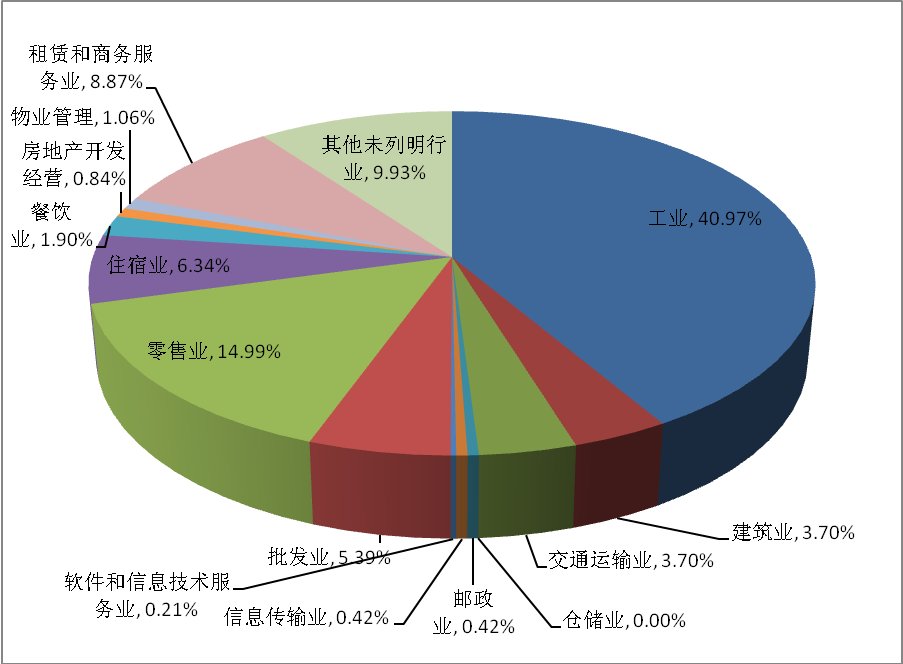 租赁和商务服
务业, 8.87%
物业管理, 1.06%
房地产开发
经营, 0.84%
餐饮
业, 1.90%
住宿业, 6.34%
零售业, 14.99%
其他未列明行
业, 9.93%
工业, 40.97%
建筑业, 3.70%
交通运输业, 3.70%
仓储业, 0.00%
邮政
业, 0.42%
信息传输业, 0.42%
软件和信息技术服
务业, 0.21%
批发业, 5.39%